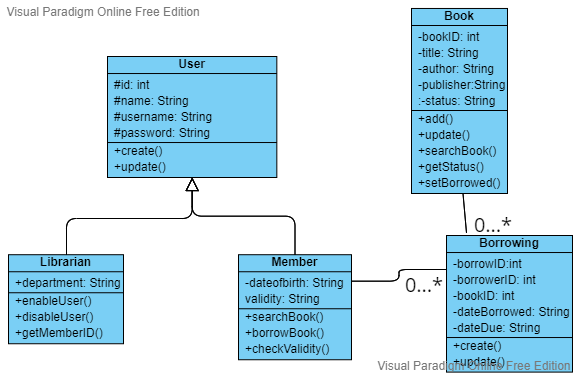 Visual Paradigm Online Free Edition
User
#id: int
#name: String
#username: String
#password: String
+create()
+update()
Book
-bookID: int
-title: String
-author: String
-publisher:String
:-status: String
+add()
+update()
+searchBook()
+getStatus()
+setBorrowed()
0...*
Librarian
+department: String
+enableUser()
+disableUser()
+getMemberID()
Member
-dateofbirth: String
validity: String
+searchBook()
+borrowBook()
+checkValidity()
0...*
Borrowing
-borrowID:int
-borrowerID: int
-bookID: int
-dateBorrowed: String
-dateDue: String
+create()
+update()
Visual Paradigm Online Free Edition